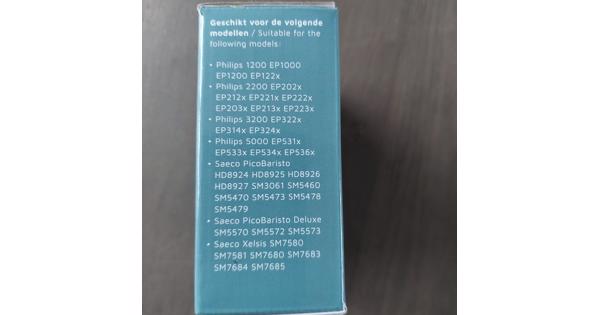 Geschikt voor de volgende
modellen / Suitable for the
following models:
• Philips 1200 EP1000
EP1200 EP122x
• Philips 2200 EP202x
EP212x EP221x EP222x
EP203x EP213x EP223x
• Philips 3200 EP322x
EP314x EP324x
• Philips 5000 EP531x
EP533x EP534x EP536x
• Saeco PicoBaristo
HD8924 HD8925 HD8926
HD8927 SM3061 SM5460
SM5470 SM5473 SM5478
SM5479
• Saeco PicoBaristo Deluxe
SM5570 SM5572 SM5573
• Saeco Xelsis SM7580
SM7581 SM7680 SM7683
SM7684 SM7685